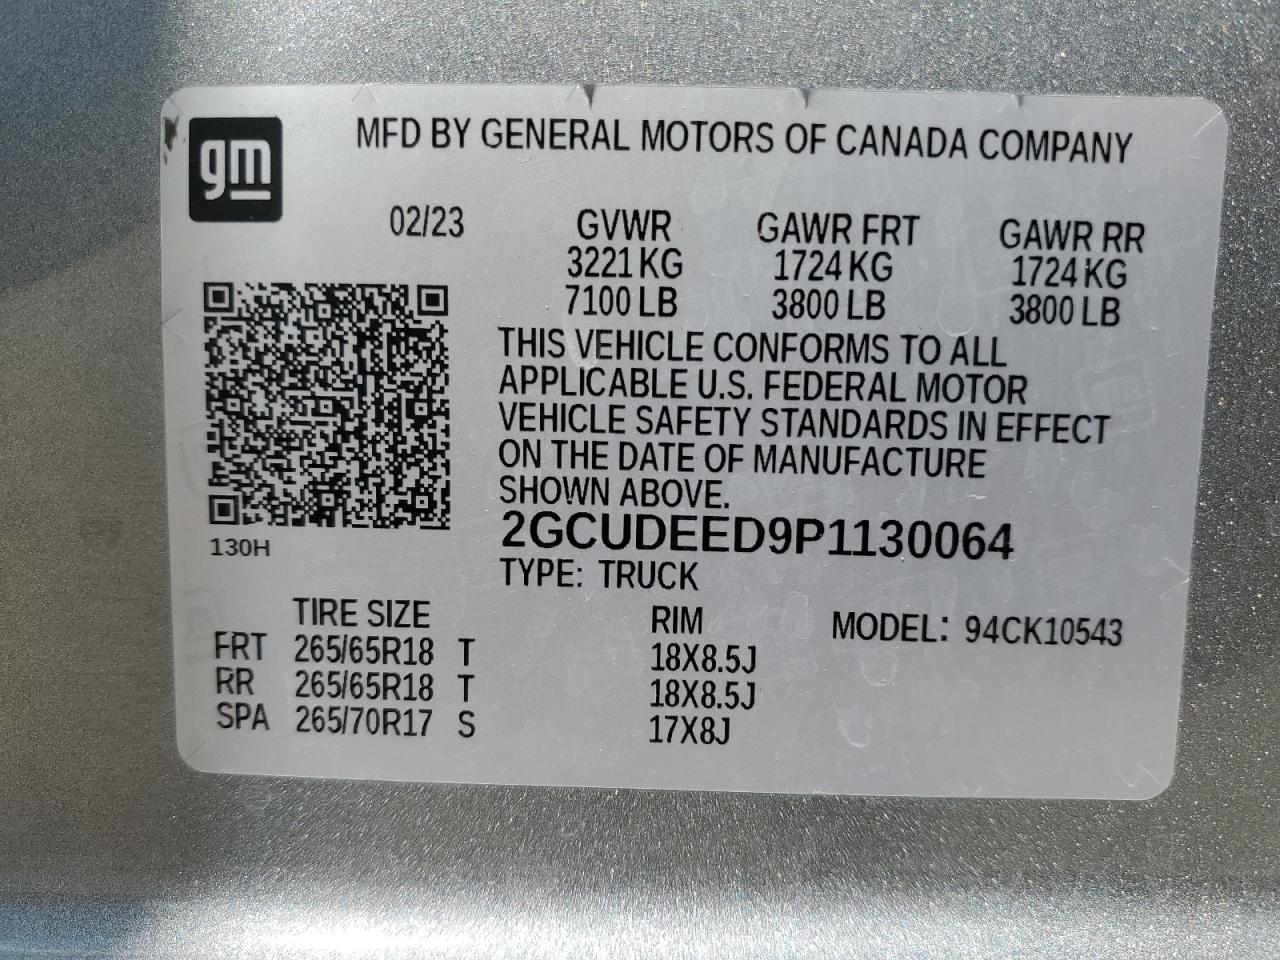 gm
MFD BY GENERAL MOTORS OF CANADA COMPANY
02/23 GVWR GAWR FRT GAWR RR
3221 KG 1724 KG 1724 KG
7100 LB 3800 LB 3800 LB
THIS VEHICLE CONFORMS TO ALL
APPLICABLE U.S. FEDERAL MOTOR
VEHICLE SAFETY STANDARDS IN EFFECT
ON THE DATE OF MANUFACTURE
SHOWN ABOVE.
2GCUDEED9P1130064
130H
TYPE: TRUCK
TIRE SIZE RIM MODEL: 94CK10543
FRT 265/65R18 T 18X8.5J
RR 265/65R18 T 18X8.5J
SPA 265/70R17 S 17X8J